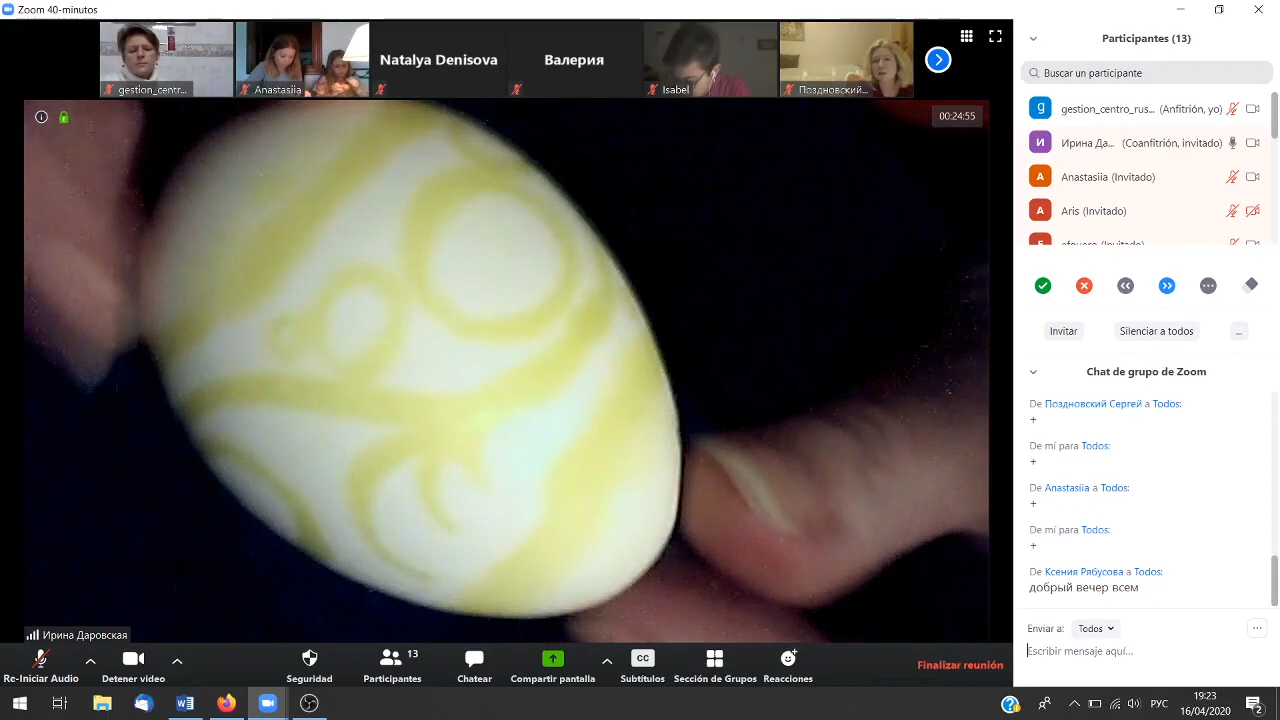 Zoom 40-minutos
gestion_centr...
Anastasiia
Natalya Denisova
Валерия
Isabel
Поздновский...
00:24:55
Ирина Даровская
Participantes (13)
Buscar un participante
g gestion_centro_rus... (Anfitrión, yo)
И Ирина Да... (Coanfitrión, invitado)
A Anastasiia (Invitado)
A Aris (Invitado)
Invitar
Silenciar a todos
...
Chat de grupo de Zoom
De Поздновский Сергей a Todos:
+
De mí para Todos:
+
De Anastasiia a Todos:
+
De mí para Todos:
+
De Ксения Рябусова a Todos:
добрый вечер всем
Enviar a: Todos
Escribir mensaje aquí...
Re-Iniciar Audio
Detener video
Seguridad
13
Participantes
Chatear
Compartir pantalla
CC
Subtítulos
Sección de Grupos
Reacciones
Finalizar reunión
РУС
19:23
16/04/2020
2